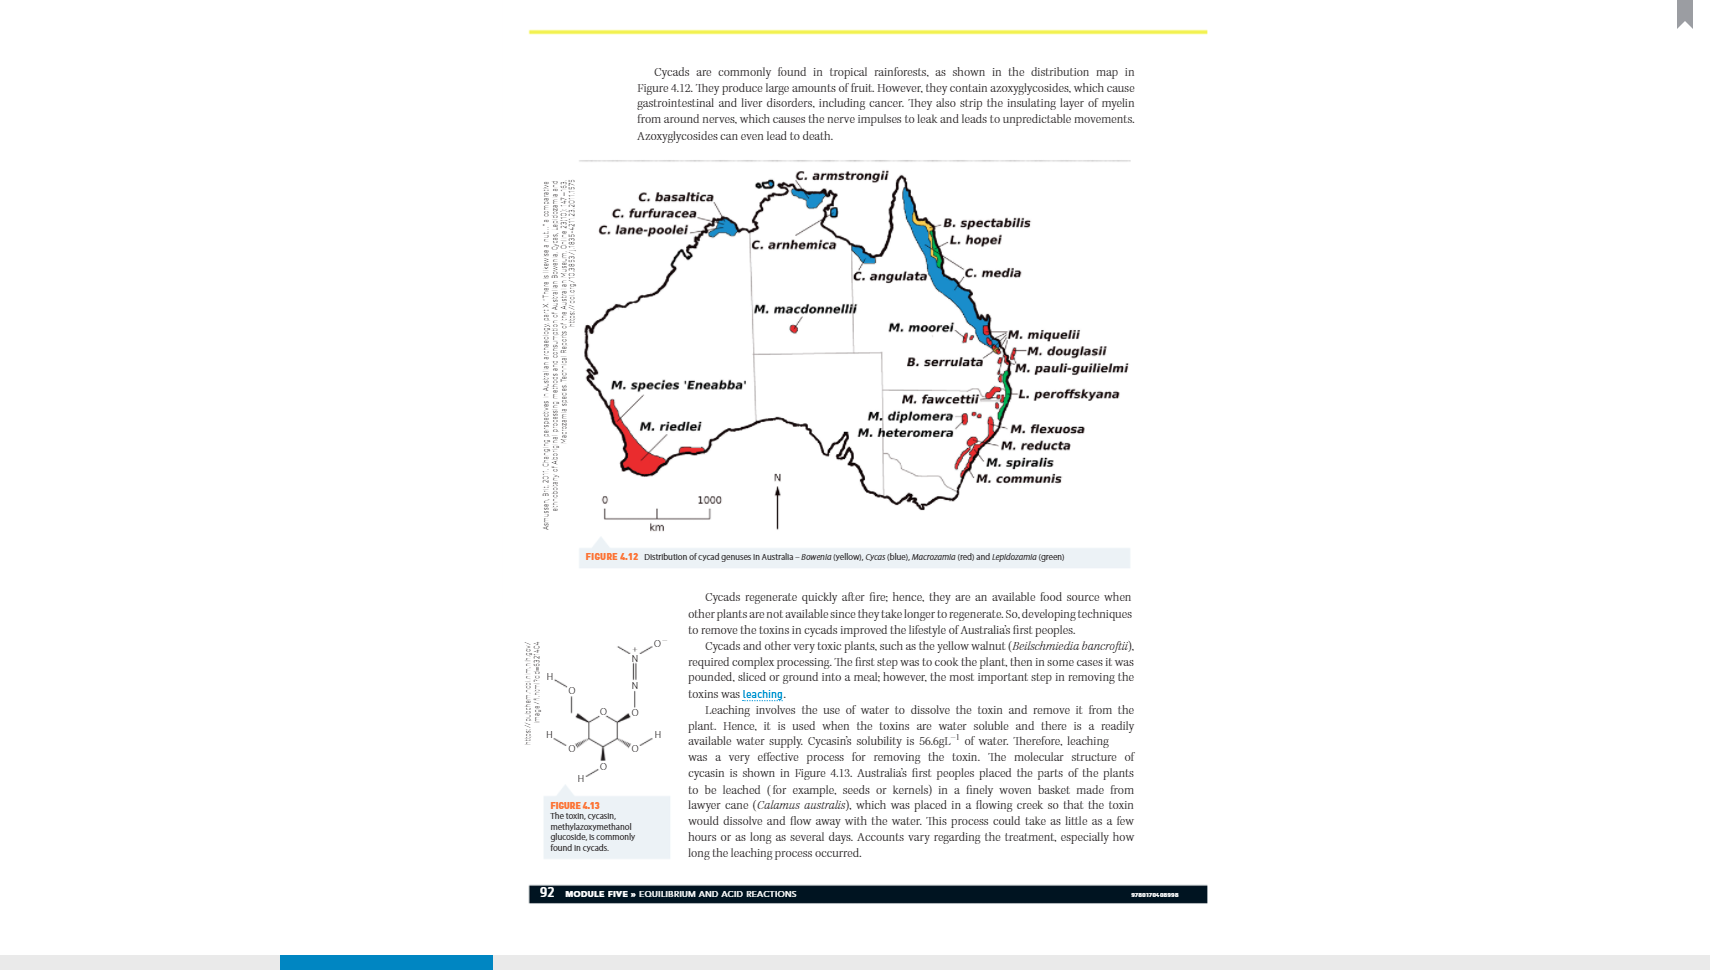 Cycads are commonly found in tropical rainforests, as shown in the distribution map in
Figure 4.12. They produce large amounts of fruit. However, they contain azoxyglycosides, which cause
gastrointestinal and liver disorders, including cancer. They also strip the insulating layer of myelin
from around nerves, which causes the nerve impulses to leak and leads to unpredictable movements.
Azoxyglycosides can even lead to death.
C. armstrongii
C. basaltica
C. furfuracea
C. lane-poolei
C. arnhemica
B. spectabilis
L. hopei
C. angulata
C. media
M. macdonnellii
M. moorei
M. miquelii
M. douglasii
B. serrulata
M. pauli-guilielmi
M. species 'Eneabba'
M. fawcettii
L. peroffskyana
M. diplomera
M. riedlei
M. heteromera
M. flexuosa
M. reducta
M. spiralis
M. communis
N
0 1000
km
FIGURE 4.12 Distribution of cycad genuses in Australia – Bowenia (yellow), Cycas (blue), Macrozamia (red) and Lepidozamia (green)
Cycads regenerate quickly after fire; hence, they are an available food source when
other plants are not available since they take longer to regenerate. So, developing techniques
to remove the toxins in cycads improved the lifestyle of Australia's first peoples.
Cycads and other very toxic plants, such as the yellow walnut (Beilschmiedia bancroftii),
required complex processing. The first step was to cook the plant, then in some cases it was
pounded, sliced or ground into a meal; however, the most important step in removing the
toxins was leaching.
Leaching involves the use of water to dissolve the toxin and remove it from the
plant. Hence, it is used when the toxins are water soluble and there is a readily
available water supply. Cycasin's solubility is 56.6gL⁻¹ of water. Therefore, leaching
was a very effective process for removing the toxin. The molecular structure of
cycasin is shown in Figure 4.13. Australia's first peoples placed the parts of the plants
to be leached (for example, seeds or kernels) in a finely woven basket made from
lawyer cane (Calamus australis), which was placed in a flowing creek so that the toxin
would dissolve and flow away with the water. This process could take as little as a few
hours or as long as several days. Accounts vary regarding the treatment, especially how
long the leaching process occurred.
O⁻
N⁺
N
O
O
H
O
H
O
O
H
O
H
FIGURE 4.13
The toxin, cycasin,
methylazoxymethanol
glucoside, is commonly
found in cycads.
92 MODULE FIVE » EQUILIBRIUM AND ACID REACTIONS
9780170408998